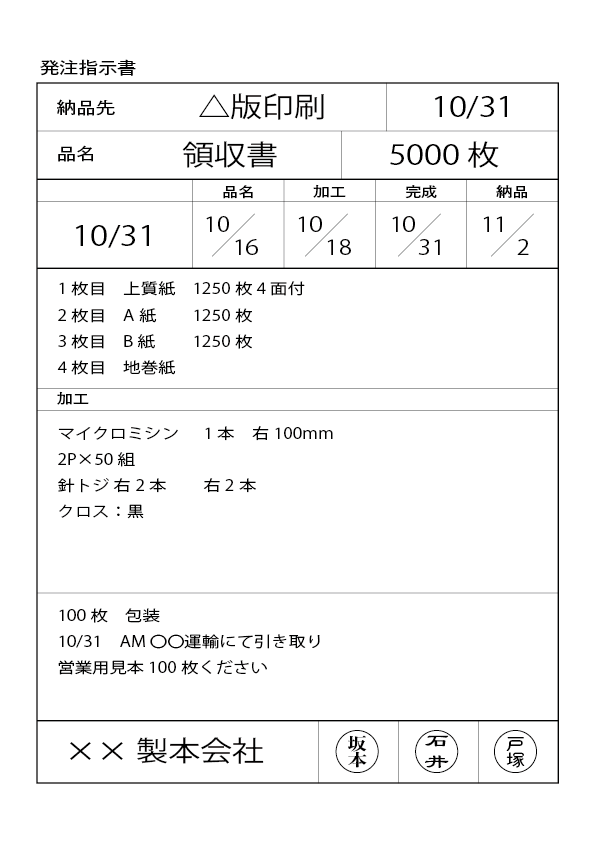 発注指示書
納品先 △版印刷 10/31
品名 領収書 5000 枚
品名 加工 完成 納品
10/31 10/16 10/18 10/31 11/2
1 枚目 上質紙 1250 枚 4 面付
2 枚目 A 紙 1250 枚
3 枚目 B 紙 1250 枚
4 枚目 地巻紙
加工
マイクロミシン 1 本 右 100mm
2P×50 組
針トジ 右 2 本 右 2 本
クロス：黒
100 枚 包装
10/31 AM 〇〇運輸にて引き取り
営業用見本 100 枚ください
×× 製本会社 坂本 石井 戸塚